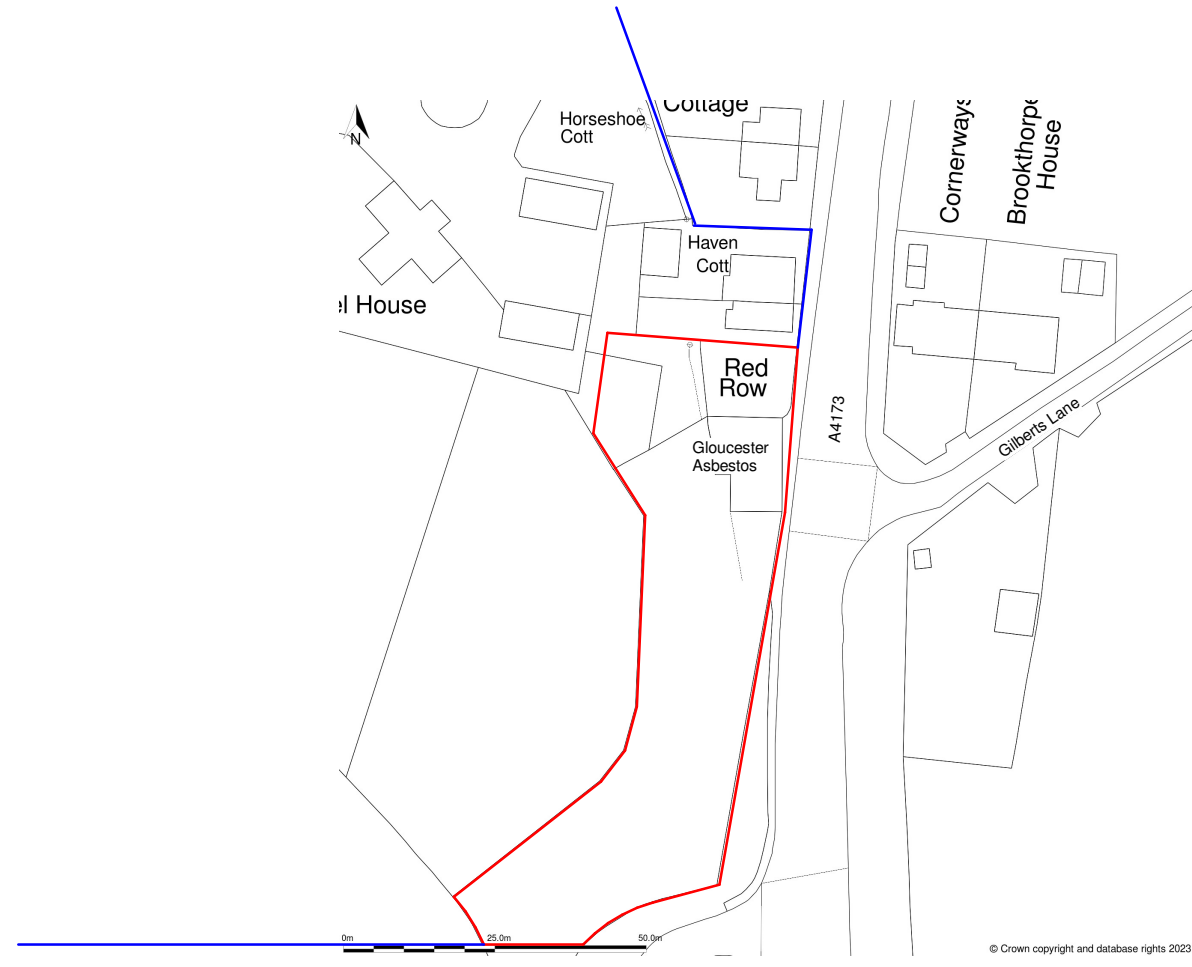 Cottage
Horseshoe
Cott
N
Cornerways
Brookthorpe
House
Haven
Cott
el House
Red
Row
A4173
Gilberts Lane
Gloucester
Asbestos
0m
25.0m
50.0m
© Crown copyright and database rights 2023